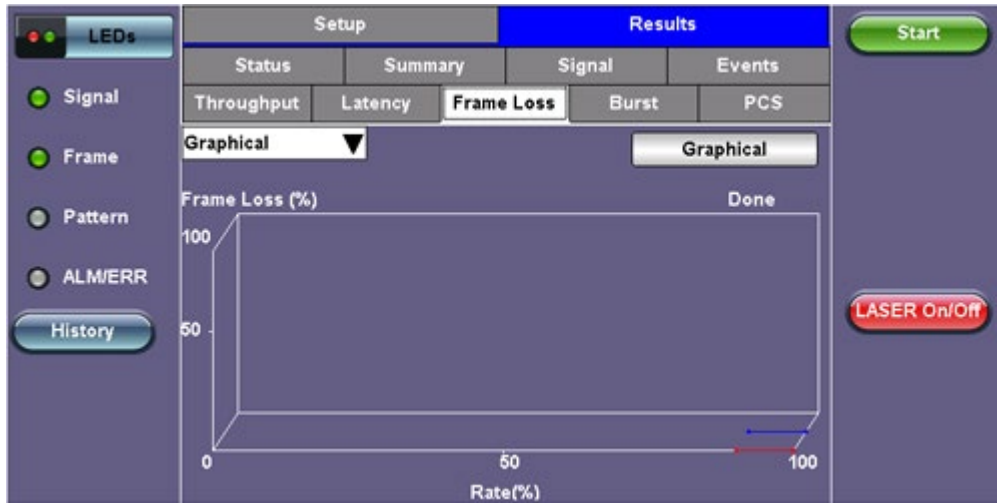 LEDs
Signal
Frame
Pattern
ALM/ERR
History
Setup Results
Status Summary Signal Events
Throughput Latency Frame Loss Burst PCS
Graphical Graphical
Frame Loss (%) Done
100
50
0 50 100
Rate(%)
Start
LASER On/Off